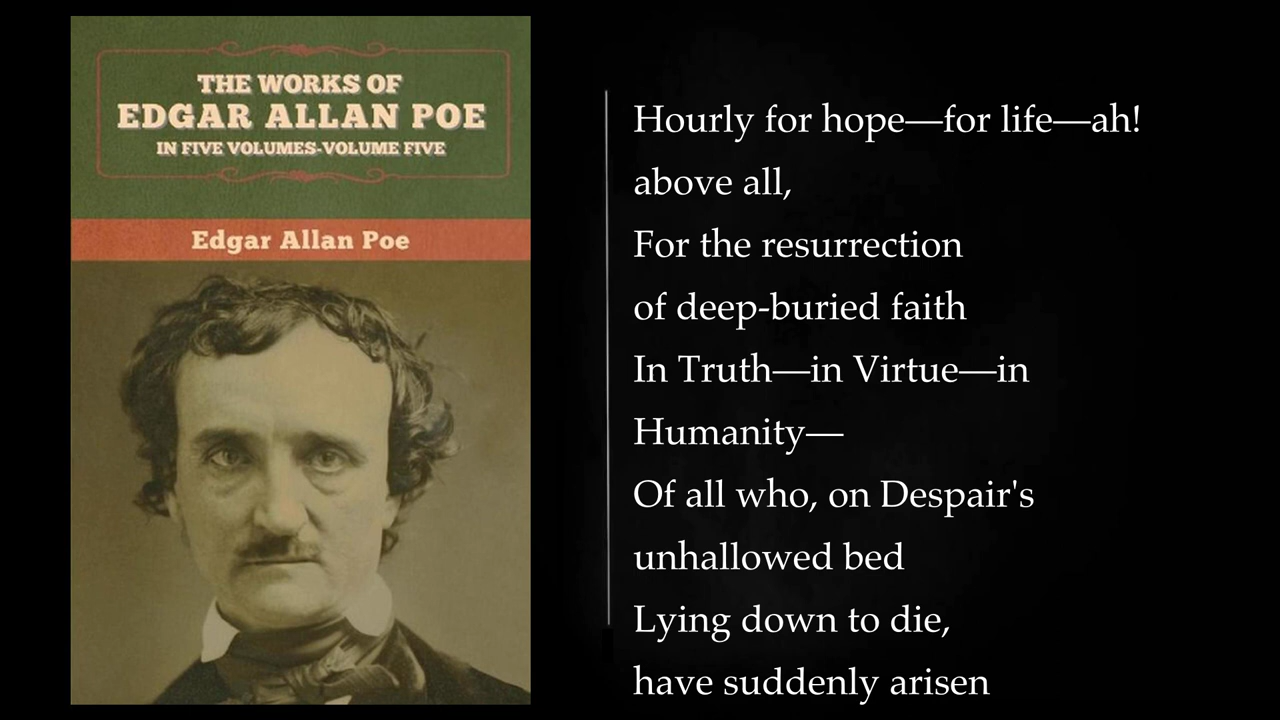 THE WORKS OF
EDGAR ALLAN POE
IN FIVE VOLUMES-VOLUME FIVE
Edgar Allan Poe
Hourly for hope—for life—ah!
above all,
For the resurrection
of deep-buried faith
In Truth—in Virtue—in
Humanity—
Of all who, on Despair's
unhallowed bed
Lying down to die,
have suddenly arisen